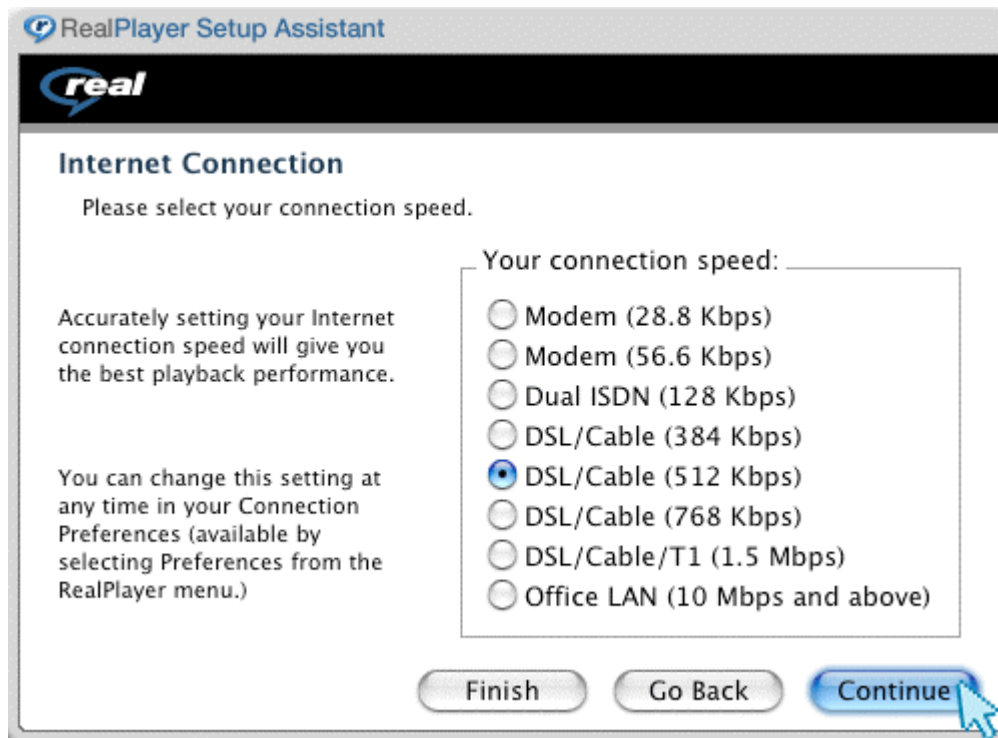 RealPlayer Setup Assistant
real
Internet Connection
Please select your connection speed.
Accurately setting your Internet
connection speed will give you
the best playback performance.
You can change this setting at
any time in your Connection
Preferences (available by
selecting Preferences from the
RealPlayer menu.)
Your connection speed:
Modem (28.8 Kbps)
Modem (56.6 Kbps)
Dual ISDN (128 Kbps)
DSL/Cable (384 Kbps)
DSL/Cable (512 Kbps)
DSL/Cable (768 Kbps)
DSL/Cable/T1 (1.5 Mbps)
Office LAN (10 Mbps and above)
Finish Go Back Continue